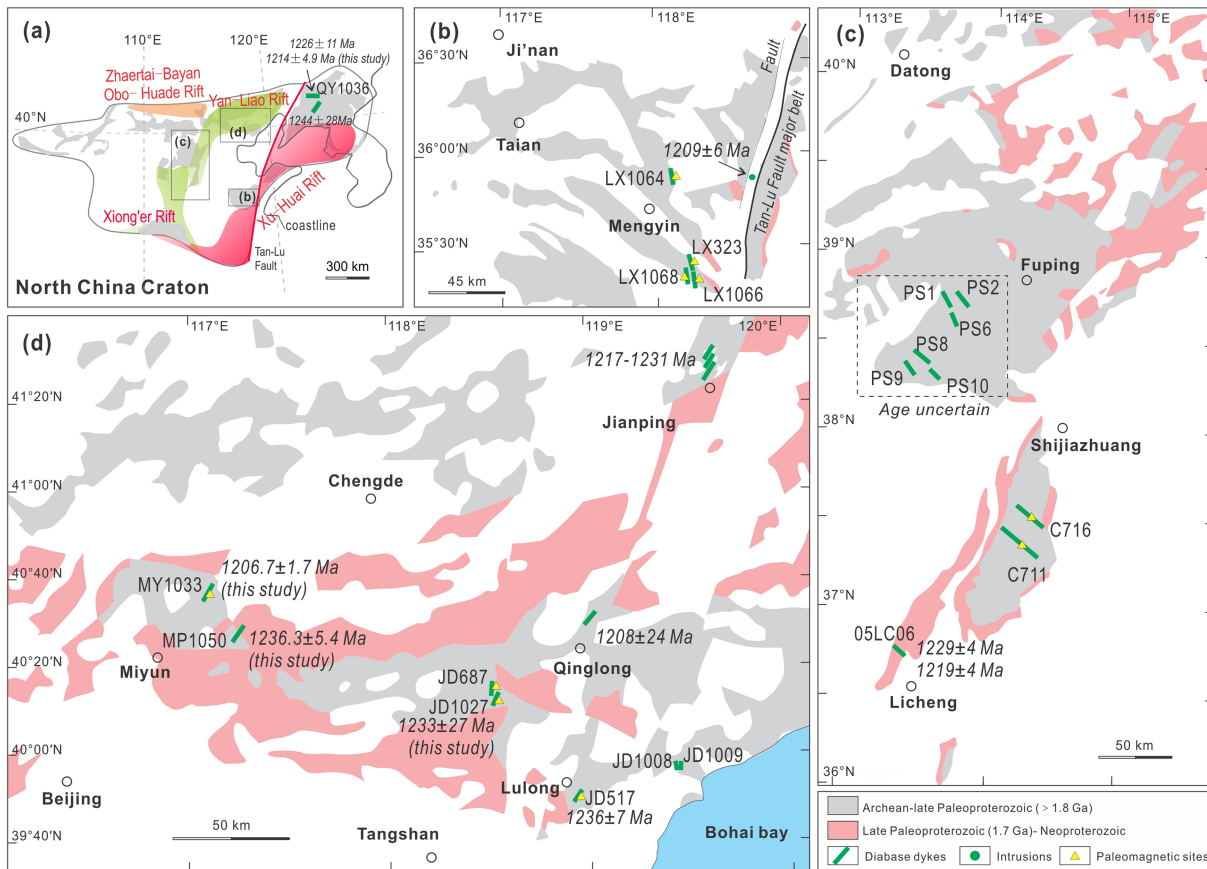 (a)
110°E
120°E
1226±11 Ma
1214±4.9 Ma (this study)
Zhaertai-Bayan
Obo-Huade Rift
Yan-Liao Rift
QY1036
40°N
(c)
(d)
1244±28Ma
(b)
Xiong'er Rift
Xu-Huai Rift
coastline
Tan-Lu
Fault
300 km
North China Craton
(b)
117°E
118°E
Ji'nan
Fault
36°30′N
Taian
1209±6 Ma
36°00′N
LX1064
Tan-Lu Fault major belt
Mengyin
35°30′N
LX323
LX1068
LX1066
45 km
(c)
113°E
114°E
115°E
40°N
Datong
39°N
Fuping
PS1
PS2
PS6
PS8
PS9
PS10
Age uncertain
38°N
Shijiazhuang
C716
C711
37°N
05LC06
1229±4 Ma
1219±4 Ma
Licheng
50 km
36°N
(d)
117°E
118°E
119°E
120°E
1217-1231 Ma
41°20′N
Jianping
Chengde
41°00′N
40°40′N
1206.7±1.7 Ma
(this study)
MY1033
MP1050
1236.3±5.4 Ma
(this study)
1208±24 Ma
40°20′N
Miyun
Qinglong
JD687
JD1027
1233±27 Ma
(this study)
40°00′N
JD1008
JD1009
Lulong
Beijing
JD517
1236±7 Ma
39°40′N
50 km
Tangshan
Bohai bay
Archean-late Paleoproterozoic (> 1.8 Ga)
Late Paleoproterozoic (1.7 Ga)- Neoproterozoic
Diabase dykes
Intrusions
Paleomagnetic sites